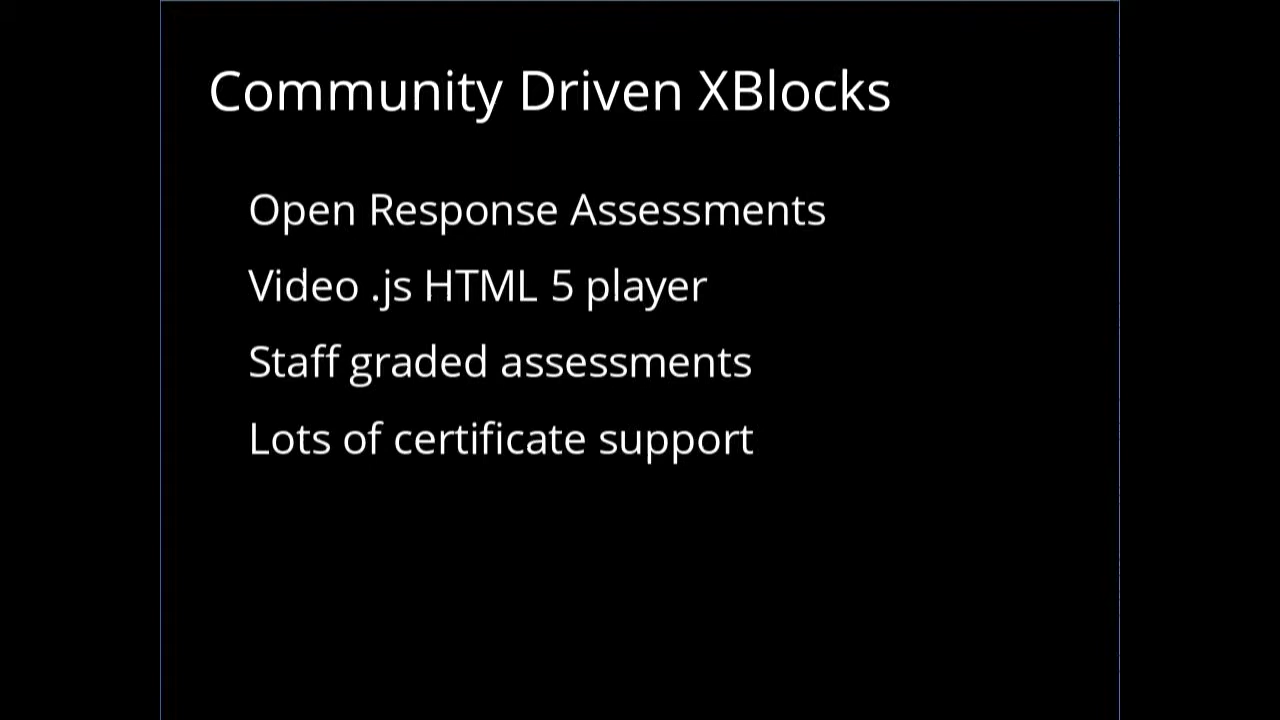 Community Driven XBlocks
Open Response Assessments
Video .js HTML 5 player
Staff graded assessments
Lots of certificate support